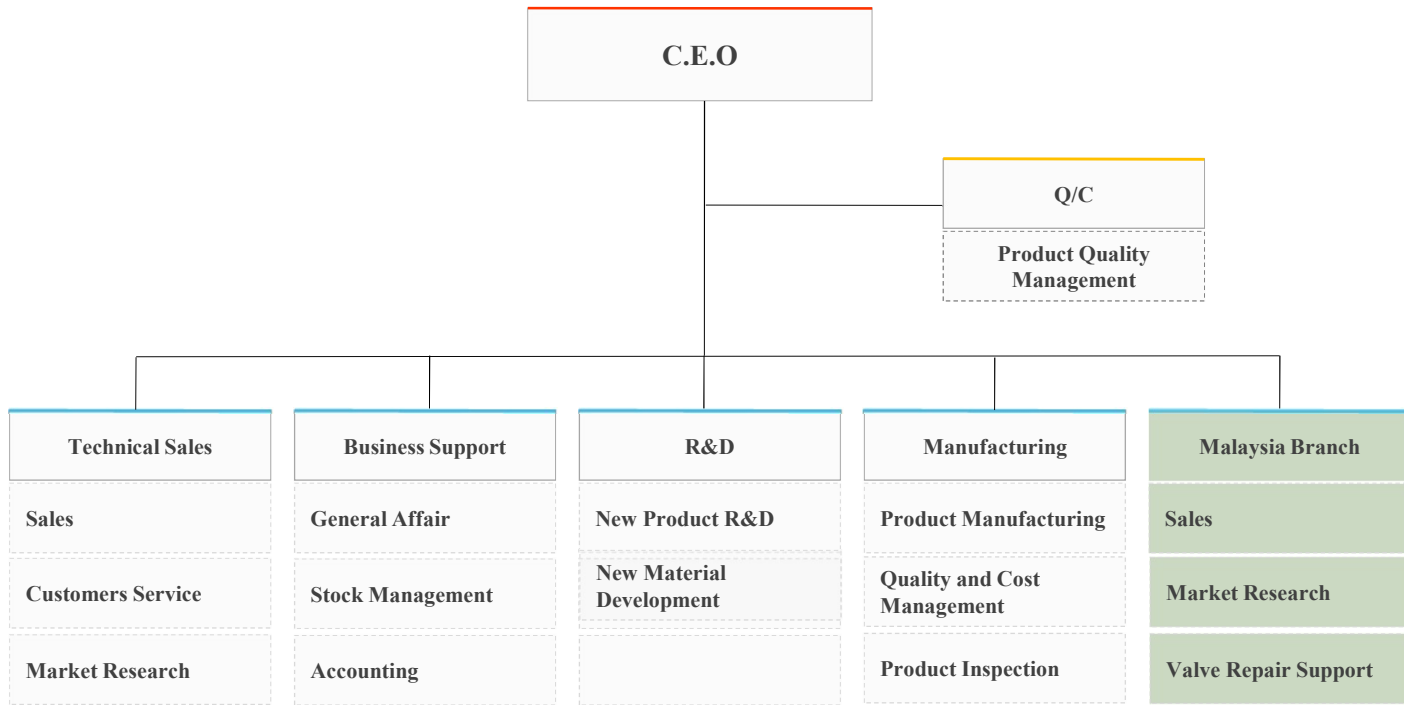 C.E.O
Q/C
Product Quality
Management
Technical Sales
Business Support
R&D
Manufacturing
Malaysia Branch
Sales
General Affair
New Product R&D
Product Manufacturing
Sales
Customers Service
Stock Management
New Material
Development
Quality and Cost
Management
Market Research
Market Research
Accounting
Product Inspection
Valve Repair Support